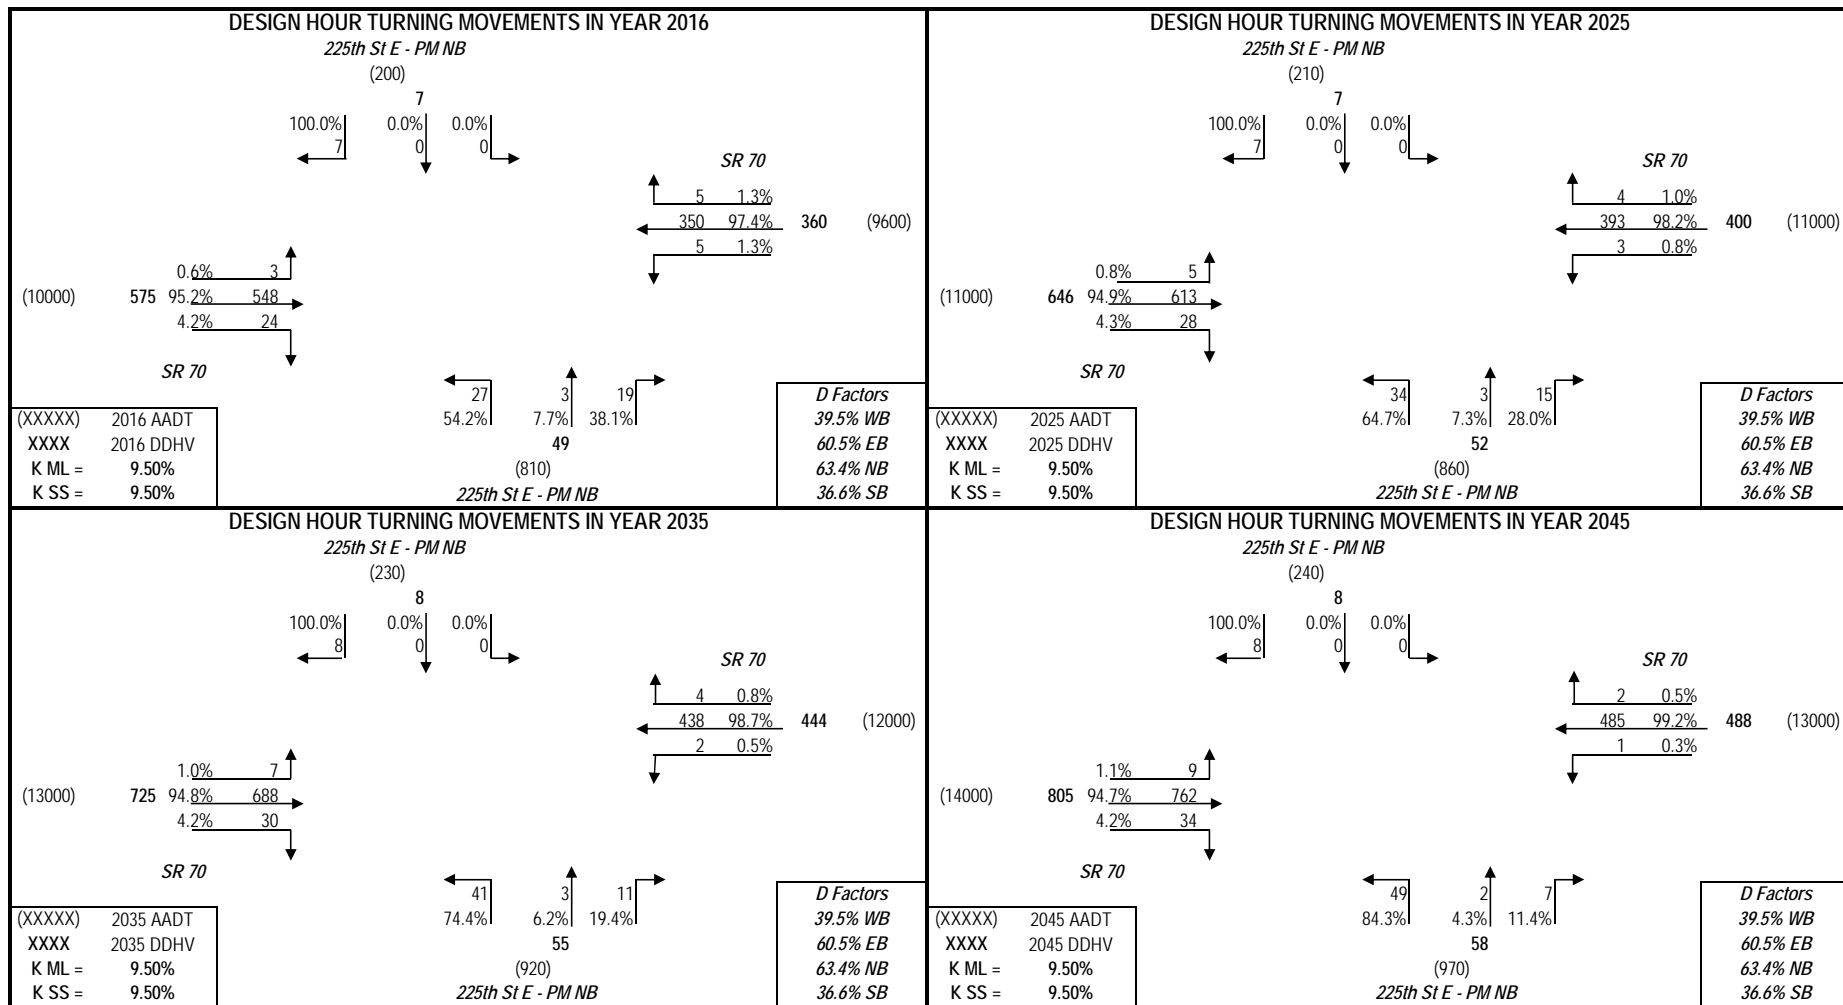 DESIGN HOUR TURNING MOVEMENTS IN YEAR 2016
225th St E - PM NB
(200)
7
100.0% 0.0% 0.0%
7 0 0
SR 70
5 1.3%
350 97.4% 360 (9600)
5 1.3%
0.6% 3
(10000) 575 95.2% 548
4.2% 24
SR 70
27 3 19
54.2% 7.7% 38.1%
49
(810)
225th St E - PM NB
(XXXXX) 2016 AADT
XXXX 2016 DDHV
K ML = 9.50%
K SS = 9.50%
D Factors
39.5% WB
60.5% EB
63.4% NB
36.6% SB
DESIGN HOUR TURNING MOVEMENTS IN YEAR 2025
225th St E - PM NB
(210)
7
100.0% 0.0% 0.0%
7 0 0
SR 70
4 1.0%
393 98.2% 400 (11000)
3 0.8%
0.8% 5
(11000) 646 94.9% 613
4.3% 28
SR 70
34 3 15
64.7% 7.3% 28.0%
52
(860)
225th St E - PM NB
(XXXXX) 2025 AADT
XXXX 2025 DDHV
K ML = 9.50%
K SS = 9.50%
D Factors
39.5% WB
60.5% EB
63.4% NB
36.6% SB
DESIGN HOUR TURNING MOVEMENTS IN YEAR 2035
225th St E - PM NB
(230)
8
100.0% 0.0% 0.0%
8 0 0
SR 70
4 0.8%
438 98.7% 444 (12000)
2 0.5%
1.0% 7
(13000) 725 94.8% 688
4.2% 30
SR 70
41 3 11
74.4% 6.2% 19.4%
55
(920)
225th St E - PM NB
(XXXXX) 2035 AADT
XXXX 2035 DDHV
K ML = 9.50%
K SS = 9.50%
D Factors
39.5% WB
60.5% EB
63.4% NB
36.6% SB
DESIGN HOUR TURNING MOVEMENTS IN YEAR 2045
225th St E - PM NB
(240)
8
100.0% 0.0% 0.0%
8 0 0
SR 70
2 0.5%
485 99.2% 488 (13000)
1 0.3%
1.1% 9
(14000) 805 94.7% 762
4.2% 34
SR 70
49 2 7
84.3% 4.3% 11.4%
58
(970)
225th St E - PM NB
(XXXXX) 2045 AADT
XXXX 2045 DDHV
K ML = 9.50%
K SS = 9.50%
D Factors
39.5% WB
60.5% EB
63.4% NB
36.6% SB